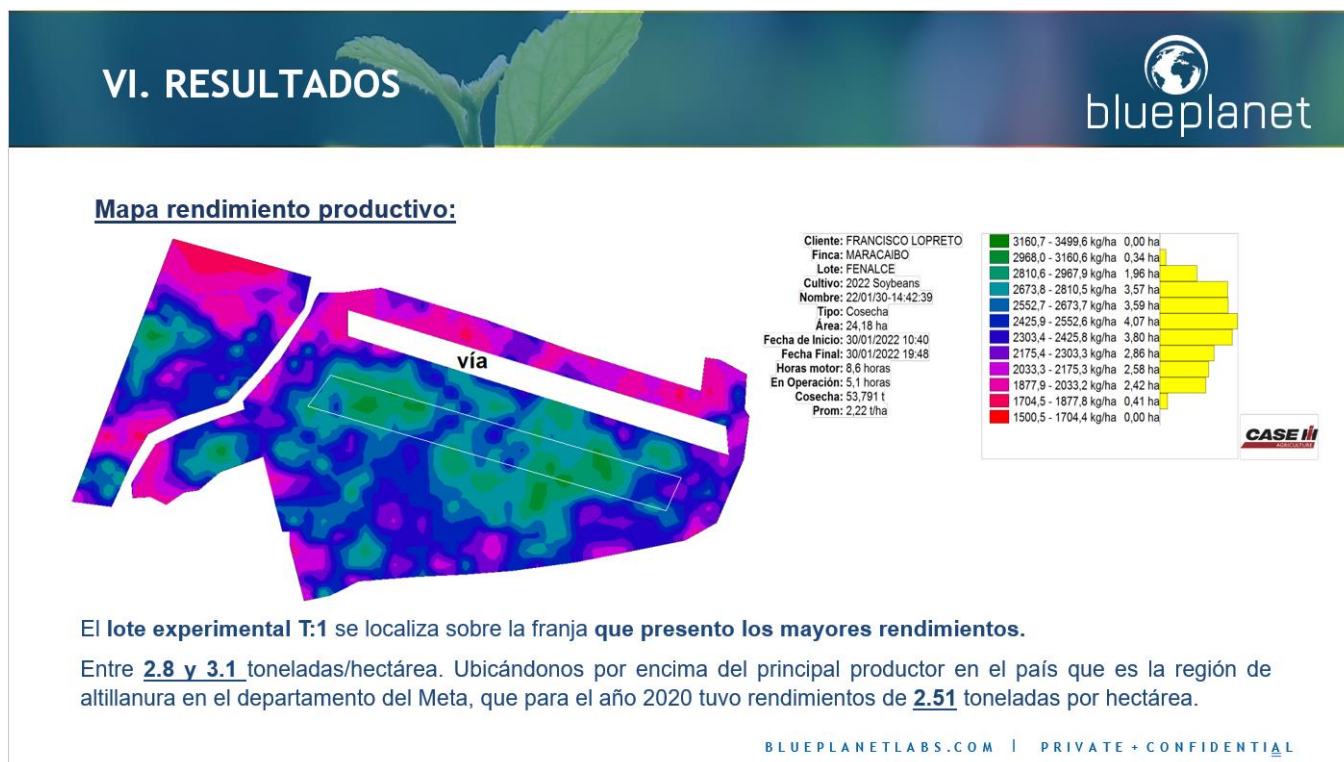 VI. RESULTADOS
blueplanet
Mapa rendimiento productivo:
vía
Cliente: FRANCISCO LOPRETO
Finca: MARACAIBO
Lote: FENALCE
Cultivo: 2022 Soybeans
Nombre: 22/01/30-14:42:39
Tipo: Cosecha
Área: 24,18 ha
Fecha de Inicio: 30/01/2022 10:40
Fecha Final: 30/01/2022 19:48
Horas motor: 8,6 horas
En Operación: 5,1 horas
Cosecha: 53,791 t
Prom: 2,22 t/ha
3160,7 - 3499,6 kg/ha 0,00 ha
2968,0 - 3160,6 kg/ha 0,34 ha
2810,6 - 2967,9 kg/ha 1,96 ha
2673,8 - 2810,5 kg/ha 3,57 ha
2552,7 - 2673,7 kg/ha 3,59 ha
2425,9 - 2552,6 kg/ha 4,07 ha
2303,4 - 2425,8 kg/ha 3,80 ha
2175,4 - 2303,3 kg/ha 2,86 ha
2033,3 - 2175,3 kg/ha 2,58 ha
1877,9 - 2033,2 kg/ha 2,42 ha
1704,5 - 1877,8 kg/ha 0,41 ha
1500,5 - 1704,4 kg/ha 0,00 ha
CASE IH
AGRICULTURE
El lote experimental T:1 se localiza sobre la franja que presento los mayores rendimientos.
Entre 2.8 y 3.1 toneladas/hectárea. Ubicándonos por encima del principal productor en el país que es la región de
altillanura en el departamento del Meta, que para el año 2020 tuvo rendimientos de 2.51 toneladas por hectárea.
BLUEPLANETLABS.COM | PRIVATE + CONFIDENTIAL